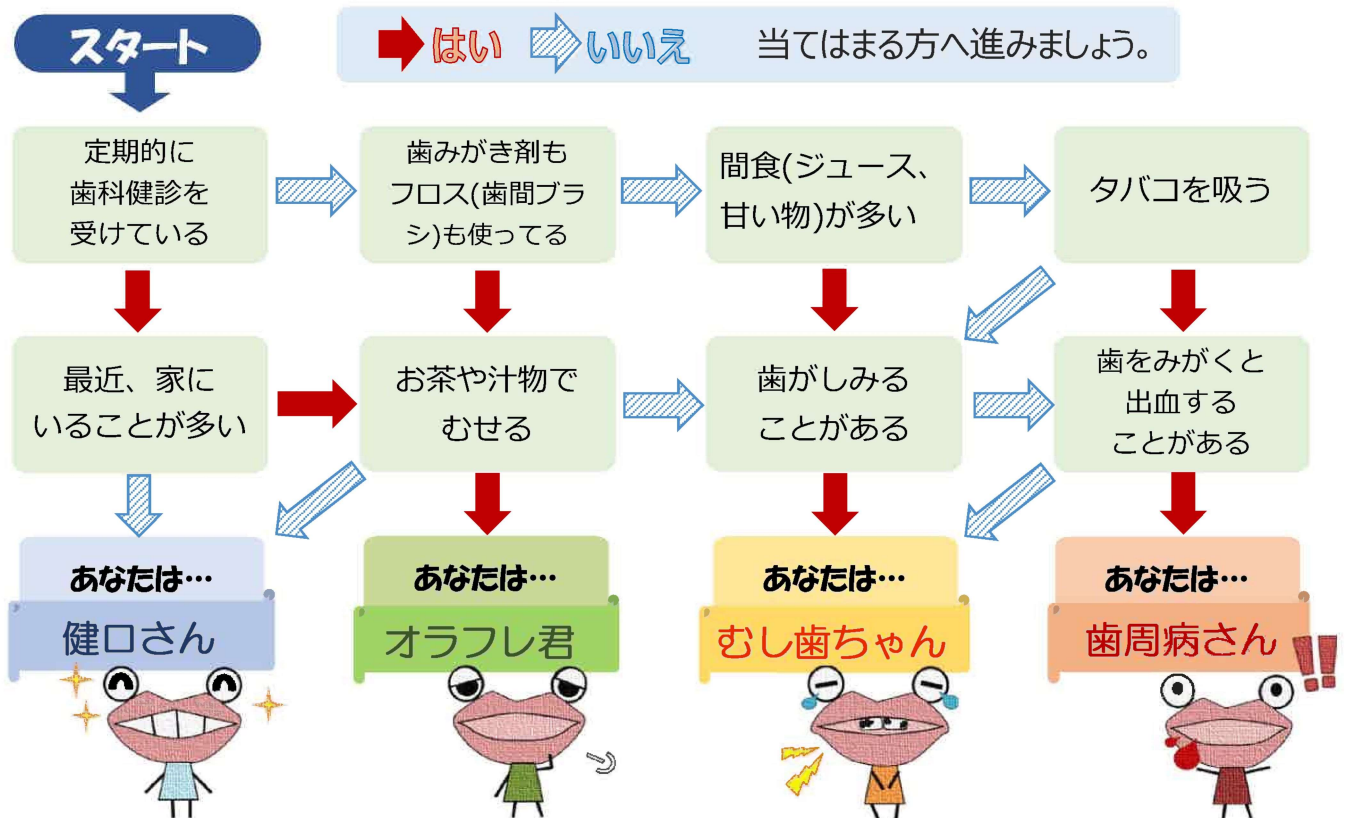 スタート
はい いいえ 当てはまる方へ進みましょう。
定期的に
歯科健診を
受けている
歯みがき剤も
フロス(歯間ブラ
シ)も使ってる
間食(ジュース、
甘い物)が多い
タバコを吸う
最近、家に
いることが多い
お茶や汁物で
むせる
歯がしみる
ことがある
歯をみがくと
出血する
ことがある
あなたは…
健口さん
あなたは…
オラフレ君
あなたは…
むし歯ちゃん
あなたは…
歯周病さん
!!